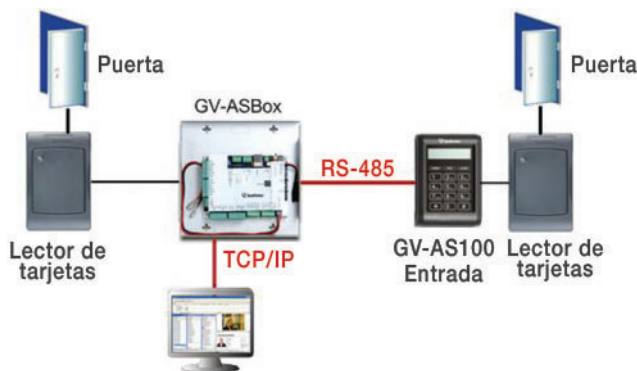 Puerta
Puerta
GV-ASBox
RS-485
Lector de
tarjetas
TCP/IP
GV-AS100
Entrada
Lector de
tarjetas